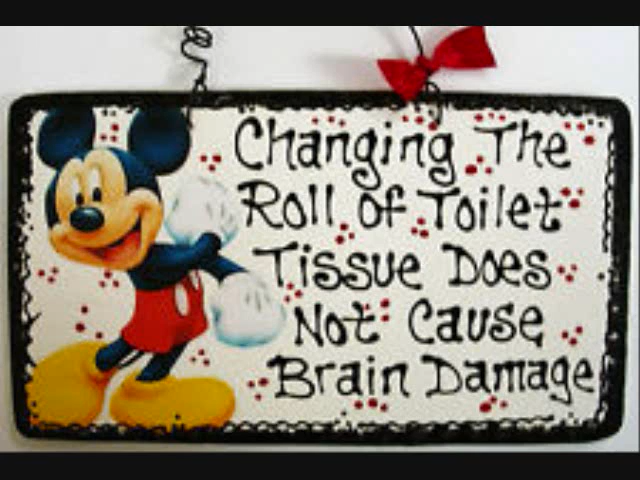 Changing The
Roll of Toilet
Tissue Does
Not Cause
Brain Damage